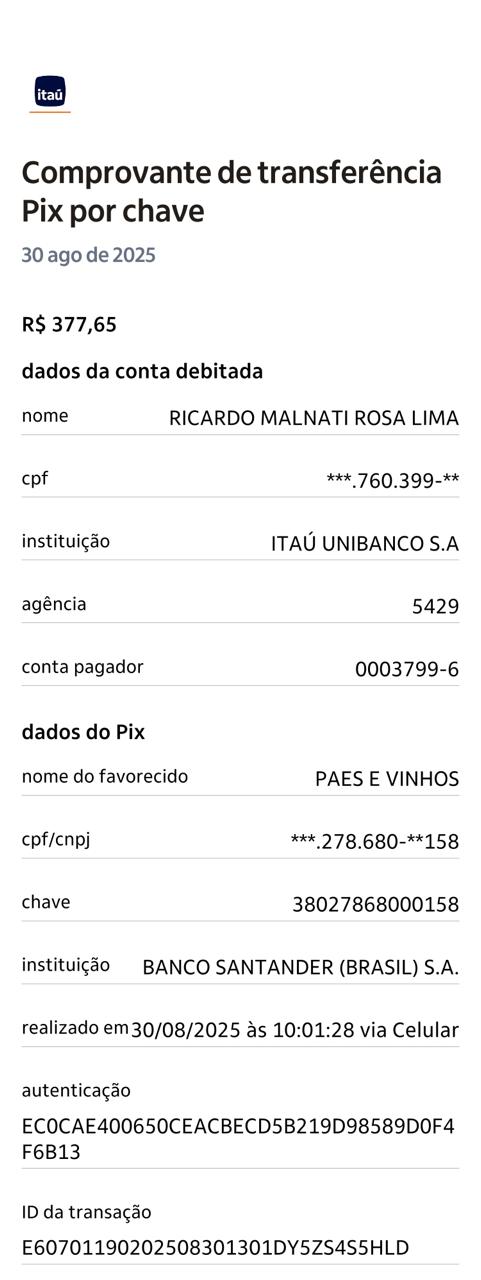 itaú
Comprovante de transferência
Pix por chave
30 ago de 2025
R$ 377,65
dados da conta debitada
nome RICARDO MALNATI ROSA LIMA
cpf ***.760.399-**
instituição ITAÚ UNIBANCO S.A
agência 5429
conta pagador 0003799-6
dados do Pix
nome do favorecido PAES E VINHOS
cpf/cnpj ***.278.680-**158
chave 38027868000158
instituição BANCO SANTANDER (BRASIL) S.A.
realizado em 30/08/2025 às 10:01:28 via Celular
autenticação
EC0CAE400650CEACBECD5B219D98589D0F4
F6B13
ID da transação
E60701190202508301301DY5ZS4S5HLD